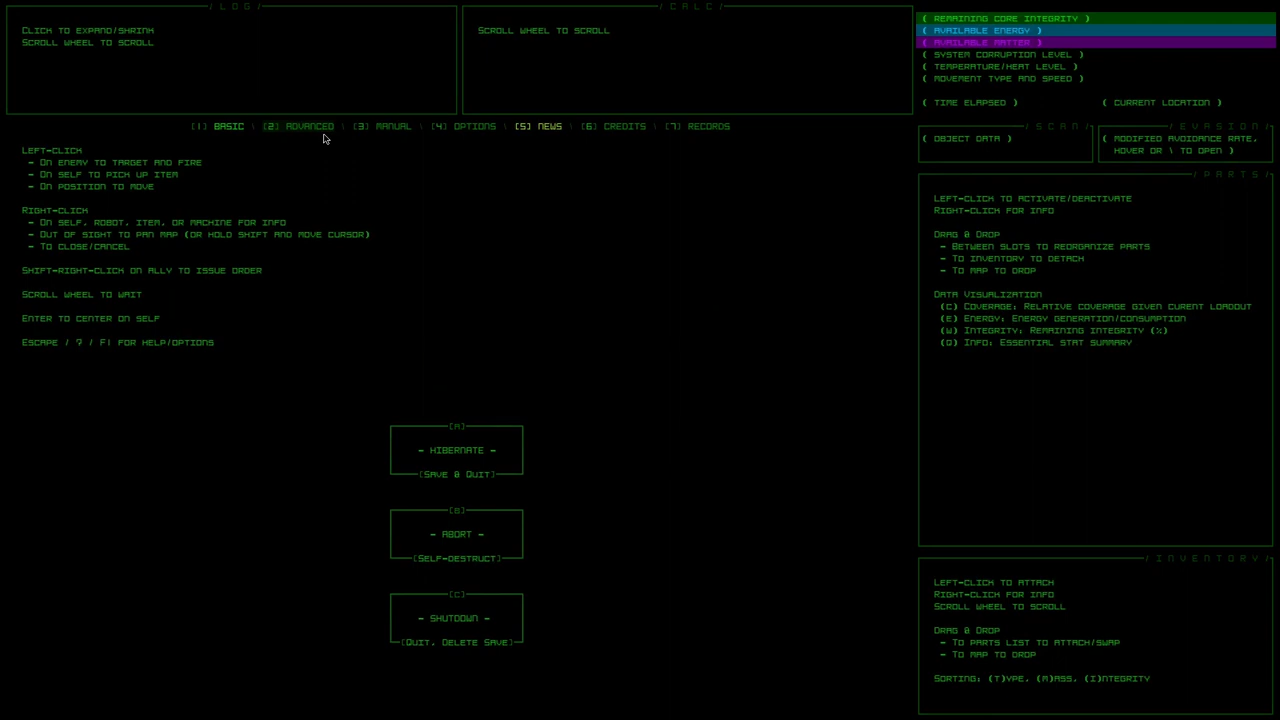 / LOG /
CLICK TO EXPAND/SHRINK
SCROLL WHEEL TO SCROLL
/ CALC /
SCROLL WHEEL TO SCROLL
( REMAINING CORE INTEGRITY )
( AVAILABLE ENERGY )
( AVAILABLE MATTER )
( SYSTEM CORRUPTION LEVEL )
( TEMPERATURE/HEAT LEVEL )
( MOVEMENT TYPE AND SPEED )
( TIME ELAPSED )
( CURRENT LOCATION )
[1] BASIC \ [2] ADVANCED \ [3] MANUAL \ [4] OPTIONS \ [5] NEWS \ [6] CREDITS \ [7] RECORDS
/ SCAN /
( OBJECT DATA )
/ EVASION /
( MODIFIED AVOIDANCE RATE,
HOVER OR \ TO OPEN )
LEFT-CLICK
- ON ENEMY TO TARGET AND FIRE
- ON SELF TO PICK UP ITEM
- ON POSITION TO MOVE
RIGHT-CLICK
- ON SELF, ROBOT, ITEM, OR MACHINE FOR INFO
- OUT OF SIGHT TO PAN MAP (OR HOLD SHIFT AND MOVE CURSOR)
- TO CLOSE/CANCEL
SHIFT-RIGHT-CLICK ON ALLY TO ISSUE ORDER
SCROLL WHEEL TO WAIT
ENTER TO CENTER ON SELF
ESCAPE / ? / F1 FOR HELP/OPTIONS
[A]
- HIBERNATE -
[SAVE & QUIT]
[B]
- ABORT -
[SELF-DESTRUCT]
[C]
- SHUTDOWN -
[QUIT, DELETE SAVE]
/ PARTS /
LEFT-CLICK TO ACTIVATE/DEACTIVATE
RIGHT-CLICK FOR INFO
DRAG & DROP
- BETWEEN SLOTS TO REORGANIZE PARTS
- TO INVENTORY TO DETACH
- TO MAP TO DROP
DATA VISUALIZATION
(C) COVERAGE: RELATIVE COVERAGE GIVEN CURENT LOADOUT
(E) ENERGY: ENERGY GENERATION/CONSUMPTION
(W) INTEGRITY: REMAINING INTEGRITY (%)
(Q) INFO: ESSENTIAL STAT SUMMARY
/ INVENTORY /
LEFT-CLICK TO ATTACH
RIGHT-CLICK FOR INFO
SCROLL WHEEL TO SCROLL
DRAG & DROP
- TO PARTS LIST TO ATTACH/SWAP
- TO MAP TO DROP
SORTING: (T)YPE, (M)ASS, (I)NTEGRITY